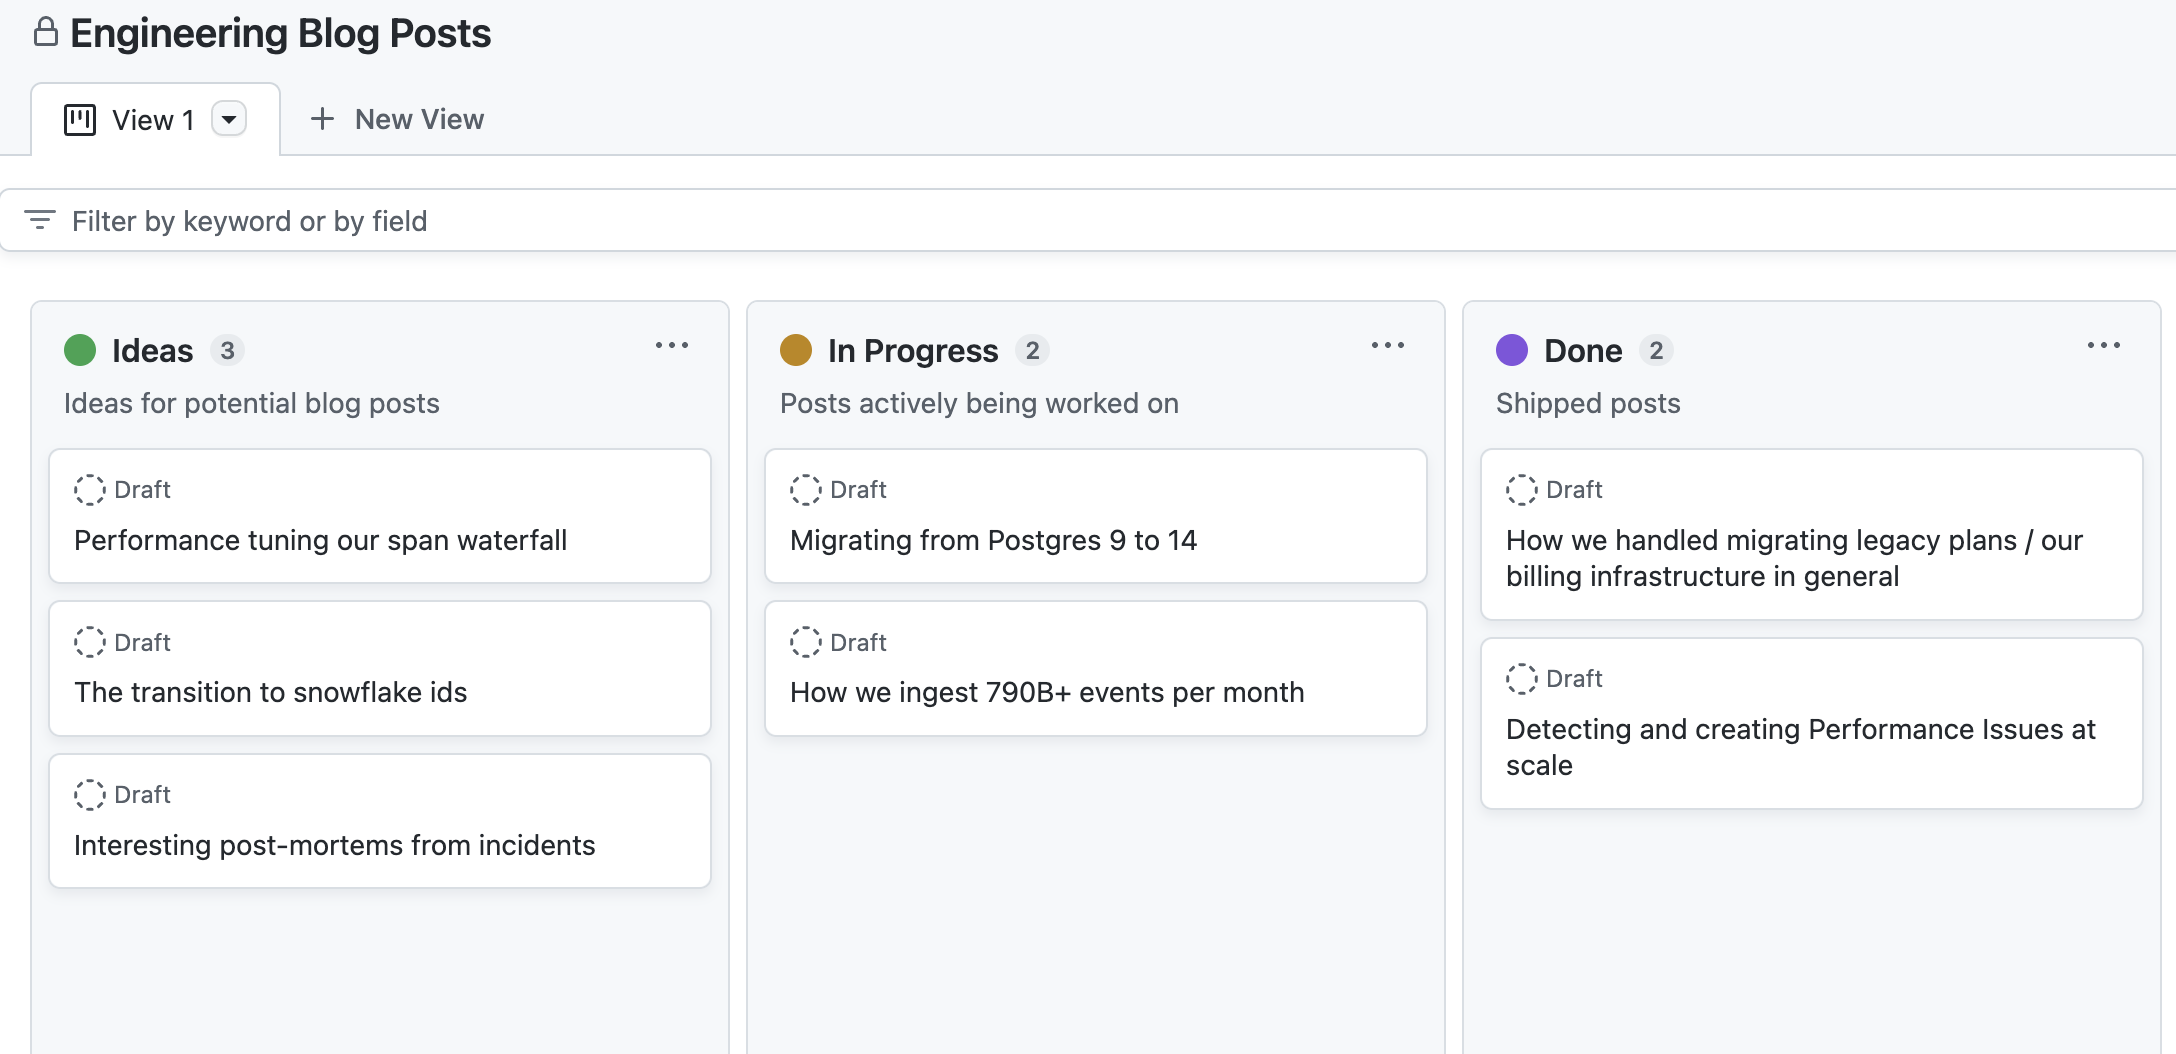 Engineering Blog Posts
View 1
New View
Filter by keyword or by field
Ideas 3
Ideas for potential blog posts
Draft
Performance tuning our span waterfall
Draft
The transition to snowflake ids
Draft
Interesting post-mortems from incidents
In Progress 2
Posts actively being worked on
Draft
Migrating from Postgres 9 to 14
Draft
How we ingest 790B+ events per month
Done 2
Shipped posts
Draft
How we handled migrating legacy plans / our
billing infrastructure in general
Draft
Detecting and creating Performance Issues at
scale